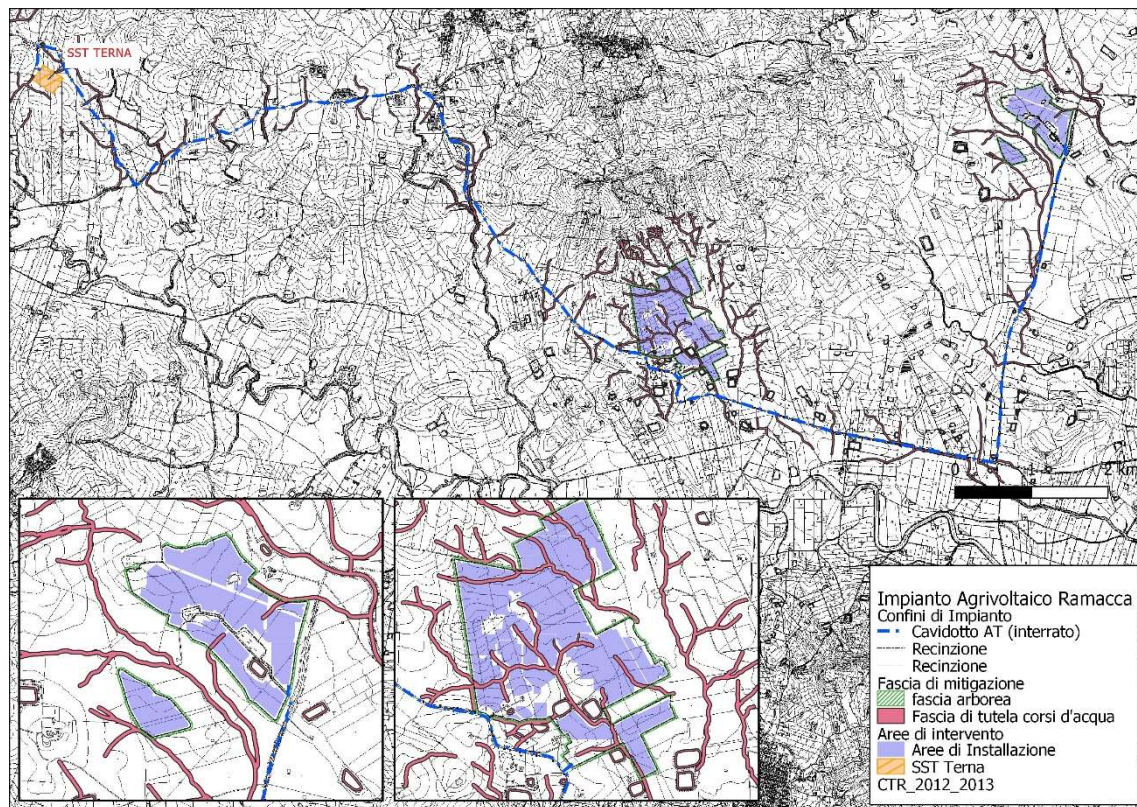 SST TERNA
0
2 km
Impianto Agrivoltaico Ramacca
Confini di Impianto
Cavidotto AT (interrato)
Recinzione
Recinzione
Fascia di mitigazione
fascia arborea
Fascia di tutela corsi d'acqua
Aree di intervento
Aree di Installazione
SST Terna
CTR_2012_2013